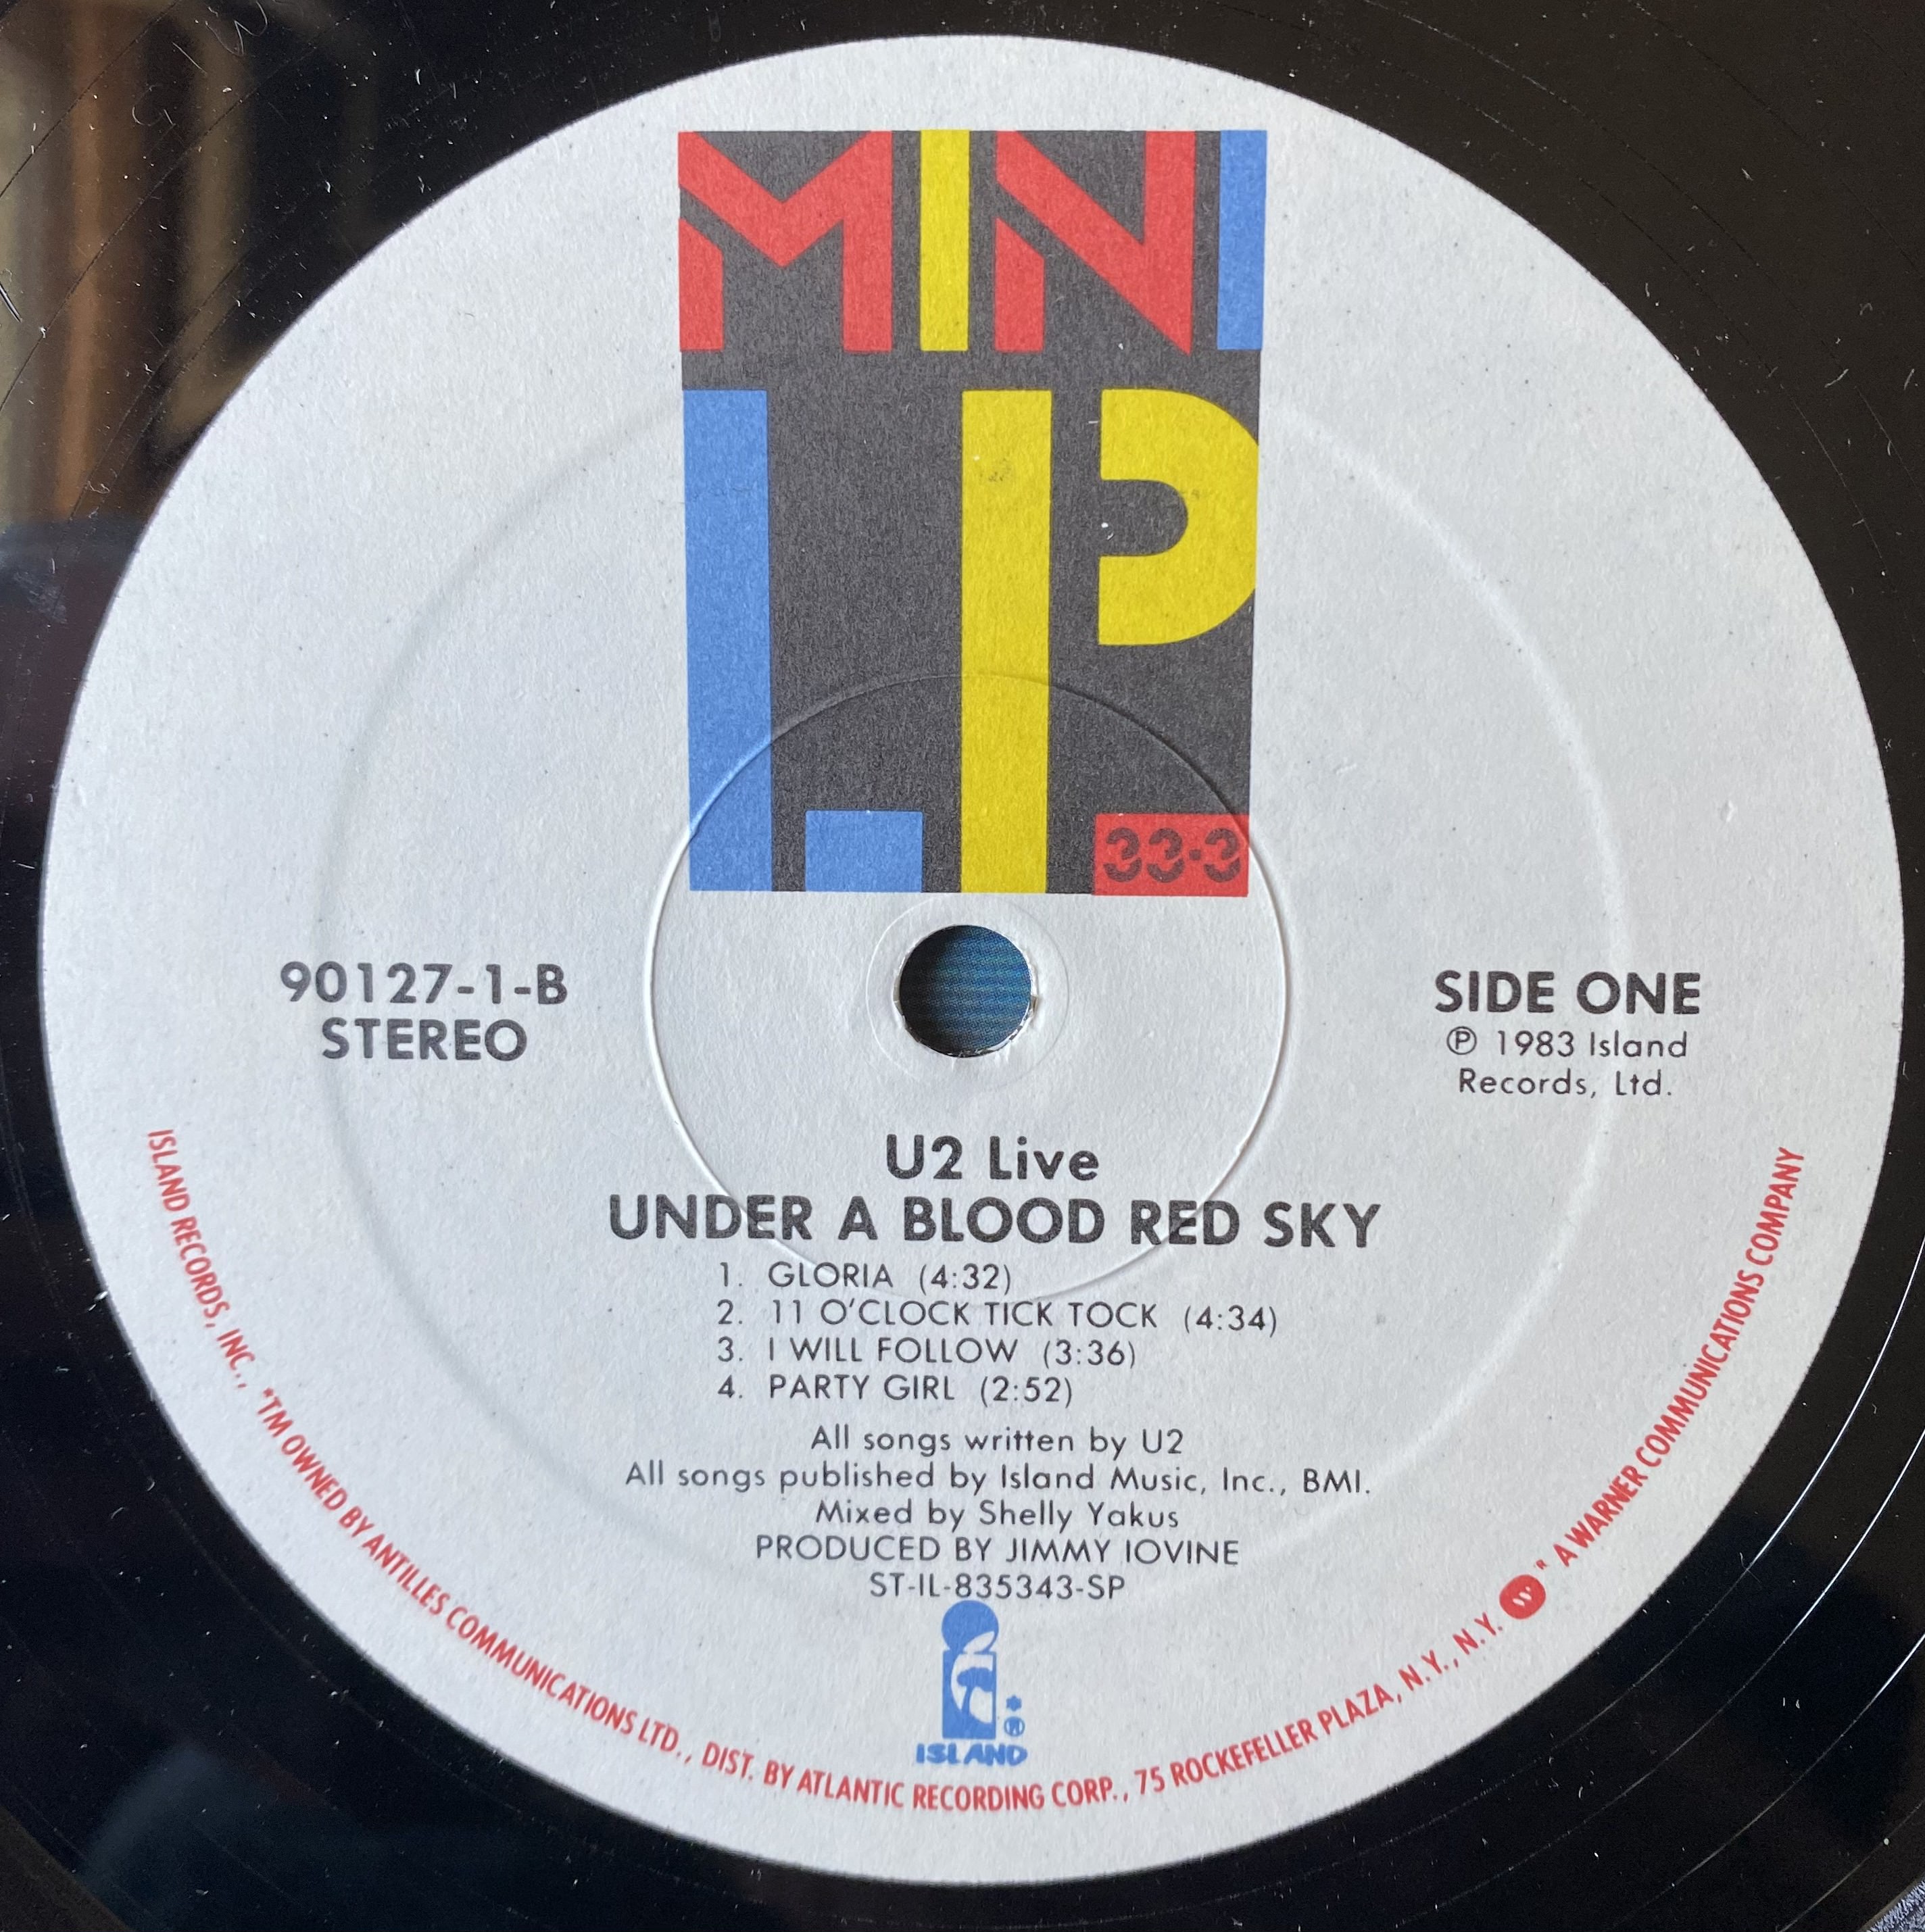 MINI
LP
33·3
90127-1-B
STEREO
SIDE ONE
℗ 1983 Island
Records, Ltd.
U2 Live
UNDER A BLOOD RED SKY
1. GLORIA (4:32)
2. 11 O'CLOCK TICK TOCK (4:34)
3. I WILL FOLLOW (3:36)
4. PARTY GIRL (2:52)
All songs written by U2
All songs published by Island Music, Inc., BMI.
Mixed by Shelly Yakus
PRODUCED BY JIMMY IOVINE
ST-IL-835343-SP
*
®
ISLAND
ISLAND RECORDS, INC., *TM OWNED BY ANTILLES COMMUNICATIONS LTD., DIST. BY ATLANTIC RECORDING CORP., 75 ROCKEFELLER PLAZA, N.Y., N.Y. W ® A WARNER COMMUNICATIONS COMPANY